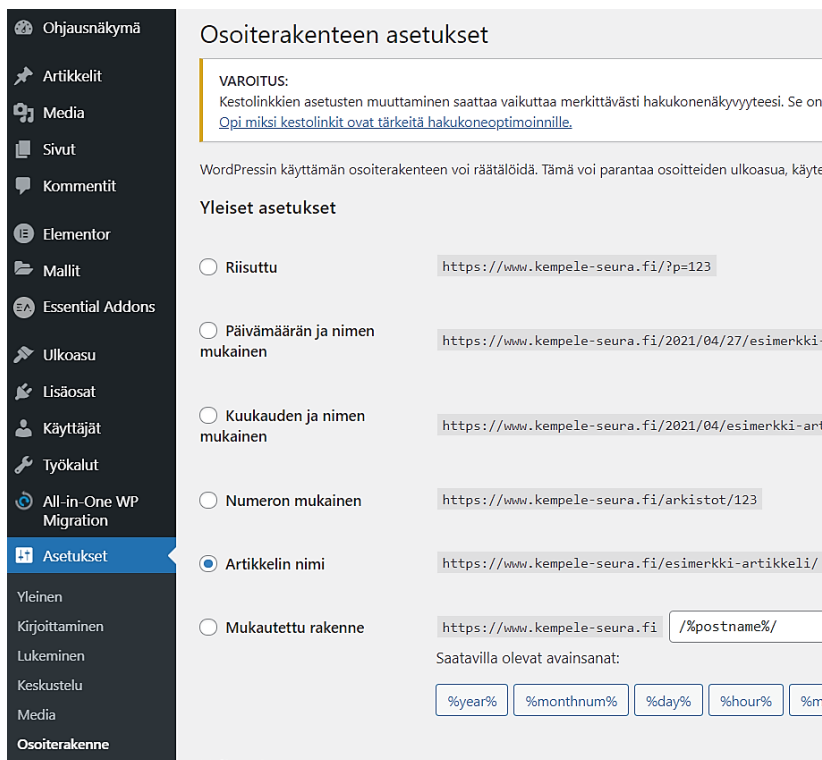 Ohjausnäkymä
Artikkelit
Media
Sivut
Kommentit
Elementor
Mallit
Essential Addons
Ulkoasu
Lisäosat
Käyttäjät
Työkalut
All-in-One WP
Migration
Asetukset
Yleinen
Kirjoittaminen
Lukeminen
Keskustelu
Media
Osoiterakenne
Osoiterakenteen asetukset
VAROITUS:
Kestolinkkien asetusten muuttaminen saattaa vaikuttaa merkittävästi hakukonenäkyvyyteesi. Se on
Opi miksi kestolinkit ovat tärkeitä hakukoneoptimoinnille.
WordPressin käyttämän osoiterakenteen voi räätälöidä. Tämä voi parantaa osoitteiden ulkoasua, käyte
Yleiset asetukset
Riisuttu https://www.kempele-seura.fi/?p=123
Päivämäärän ja nimen
mukainen https://www.kempele-seura.fi/2021/04/27/esimerkki-
Kuukauden ja nimen
mukainen https://www.kempele-seura.fi/2021/04/esimerkki-art
Numeron mukainen https://www.kempele-seura.fi/arkistot/123
Artikkelin nimi https://www.kempele-seura.fi/esimerkki-artikkeli/
Mukautettu rakenne https://www.kempele-seura.fi /%postname%/
Saatavilla olevat avainsanat:
%year% %monthnum% %day% %hour% %m